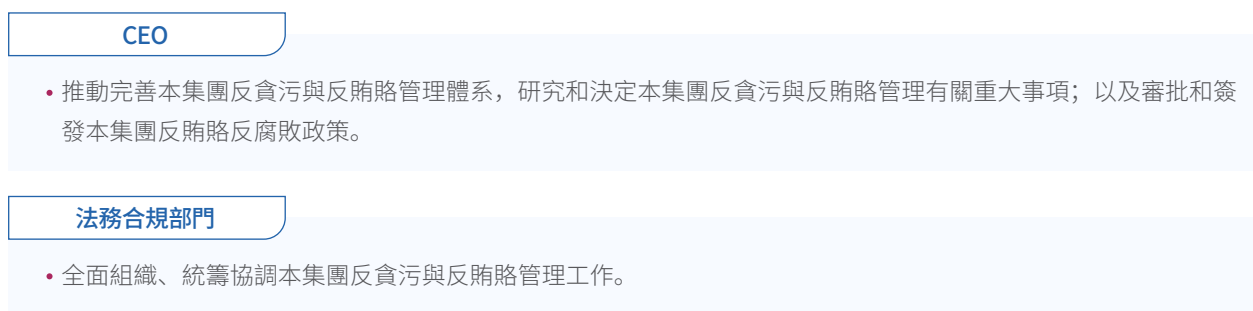 CEO
• 推動完善本集團反貪污與反賄賂管理體系，研究和決定本集團反貪污與反賄賂管理有關重大事項；以及審批和簽
發本集團反賄賂反腐敗政策。
法務合規部門
• 全面組織、統籌協調本集團反貪污與反賄賂管理工作。